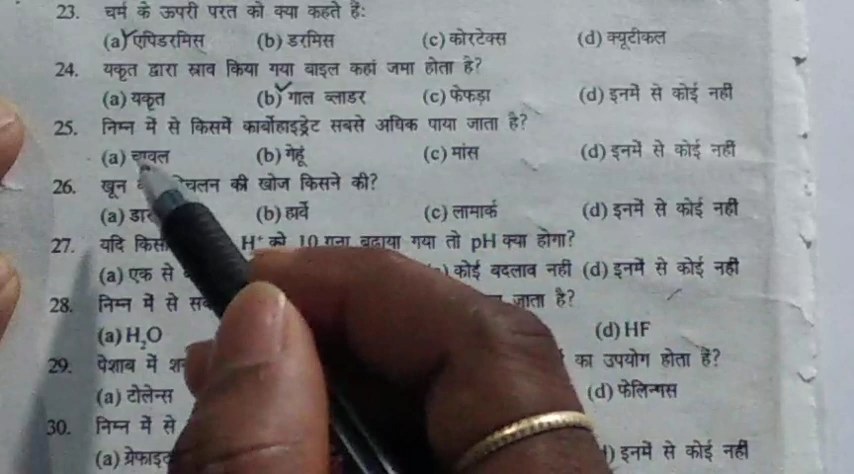 23. चर्म के ऊपरी परत को क्या कहते हैं:
(a) एपिडरमिस (b) डरमिस (c) कोरटेक्स (d) क्यूटीकल
24. यकृत द्वारा स्राव किया गया बाइल कहां जमा होता है?
(a) यकृत (b) गाल ब्लाडर (c) फेफड़ा (d) इनमें से कोई नहीं
25. निम्न में से किसमें कार्बोहाइड्रेट सबसे अधिक पाया जाता है?
(a) चावल (b) गेहूं (c) मांस (d) इनमें से कोई नहीं
26. खून की खोज किसने की?
(b) हार्वे (c) लामार्क (d) इनमें से कोई नहीं
27. यदि H⁺ को 10 गुना बढ़ाया गया तो pH क्या होगा?
(a) एक से कोई बदलाव नहीं (d) इनमें से कोई नहीं
28. निम्न में से जाता है?
(a) H₂O (d) HF
29. पेशाब में का उपयोग होता है?
(a) टोलेन्स (d) फेलिन्गस
30. निम्न में से
(a) इनमें से कोई नहीं